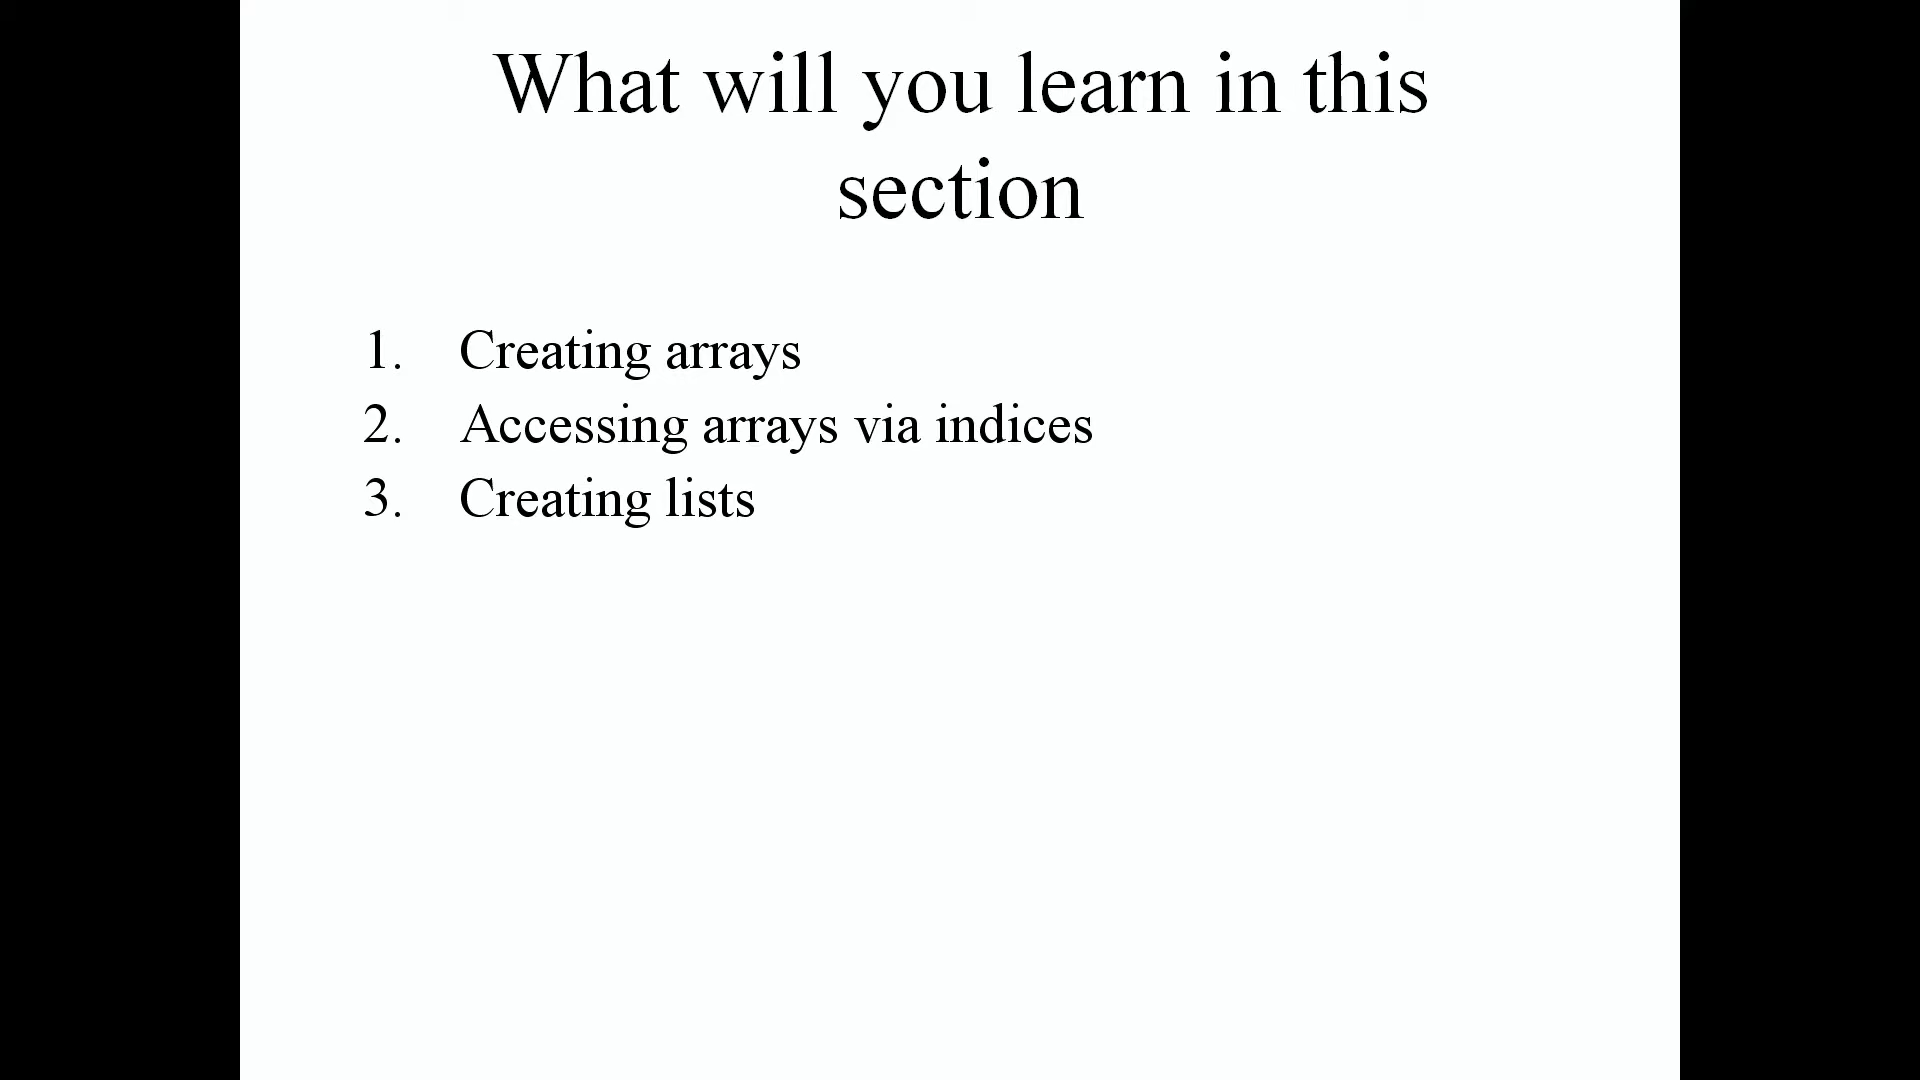 What will you learn in this
section
1. Creating arrays
2. Accessing arrays via indices
3. Creating lists